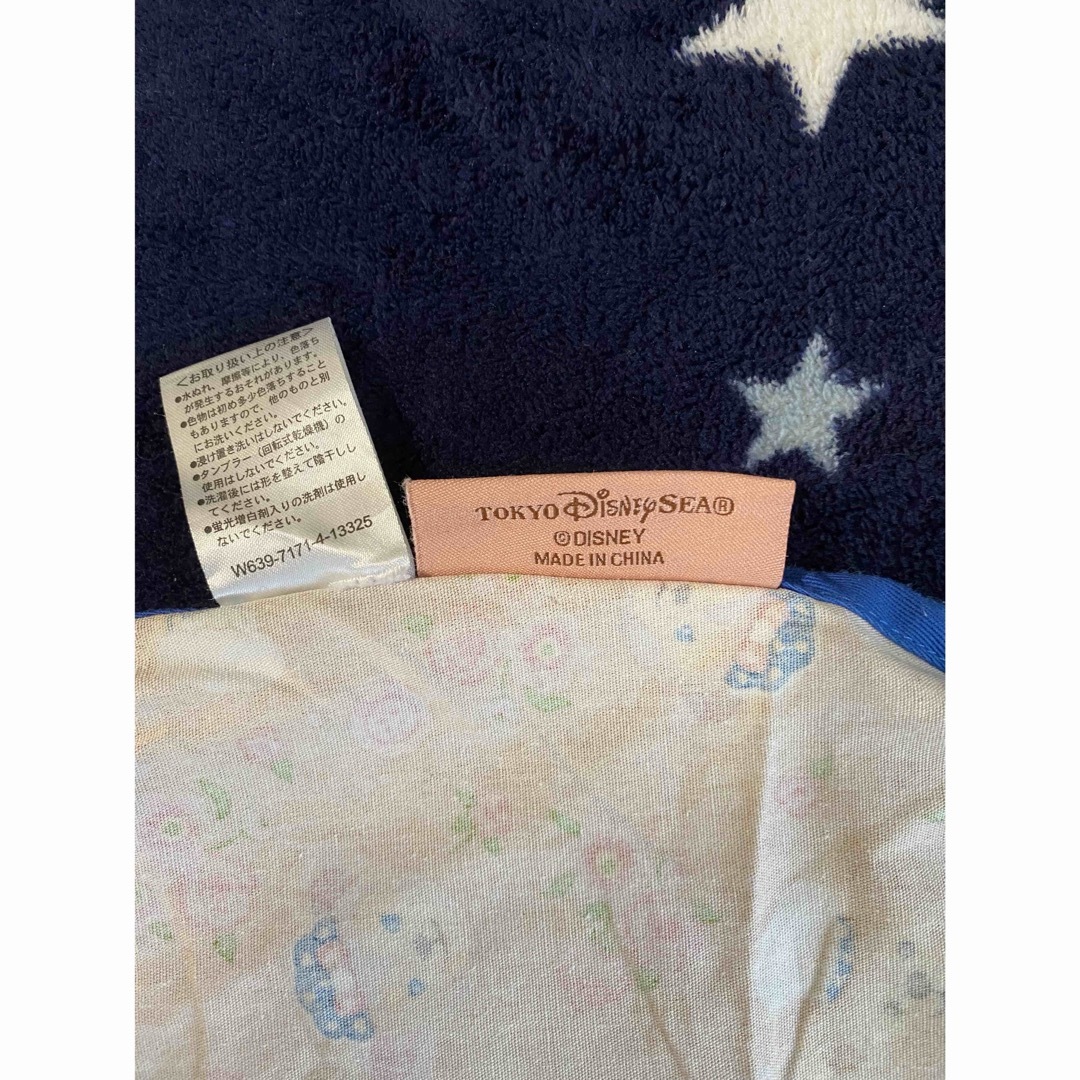 ＜お取り扱い上の注意＞
●水ぬれ、摩擦等により、色落ち
が発生するおそれがあります。
●色物は初め多少色落ちすること
もありますので、他のものと別
にお洗いください。
●浸け置き洗いはしないでください。
●タンブラー（回転式乾燥機）の
使用はしないでください。
●洗濯後には形を整えて陰干しし
てください。
●蛍光増白剤入りの洗剤は使用し
ないでください。
W639-7171-4-13325
TOKYO DISNEYSEA®
©DISNEY
MADE IN CHINA